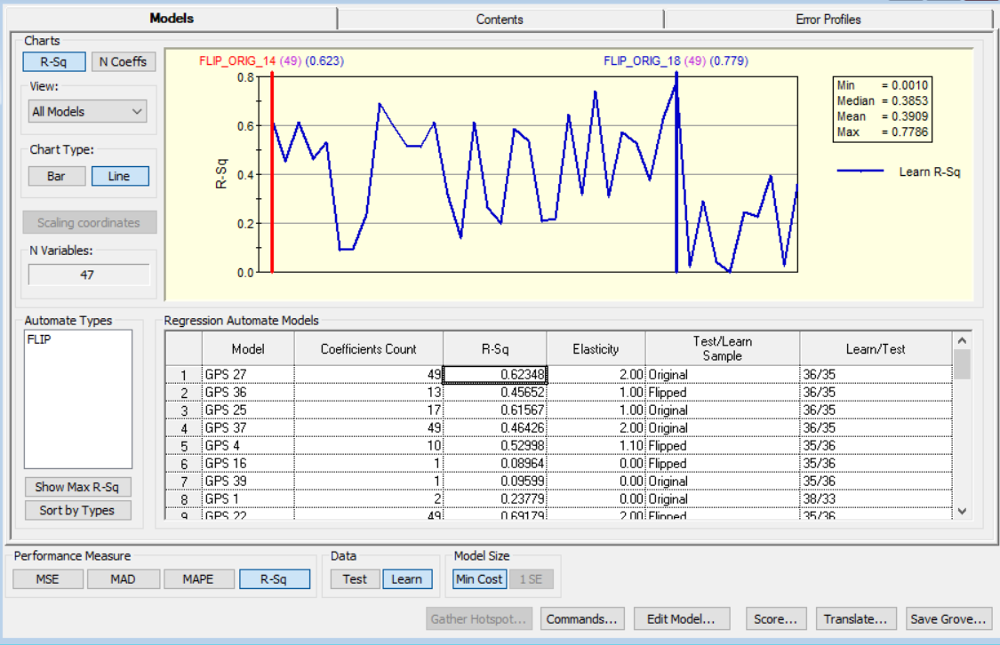 Models Contents Error Profiles
Charts
R-Sq N Coeffs
View:
All Models
Chart Type:
Bar Line
Scaling coordinates
N Variables:
47
FLIP_ORIG_14 (49) (0.623) FLIP_ORIG_18 (49) (0.779)
0.8
0.6
0.4
0.2
0.0
R-Sq
Min = 0.0010
Median = 0.3853
Mean = 0.3909
Max = 0.7786
Learn R-Sq
Automate Types
FLIP
Show Max R-Sq
Sort by Types
Regression Automate Models
Model Coefficients Count R-Sq Elasticity Test/Learn Sample Learn/Test
1 GPS 27 49 0.62348 2.00 Original 36/35
2 GPS 36 13 0.45652 1.00 Flipped 36/35
3 GPS 25 17 0.61567 1.00 Original 36/35
4 GPS 37 49 0.46426 2.00 Original 36/35
5 GPS 4 10 0.52998 1.10 Flipped 35/36
6 GPS 16 1 0.08964 0.00 Flipped 35/36
7 GPS 39 1 0.09599 0.00 Original 35/36
8 GPS 1 2 0.23779 0.00 Original 38/33
9 GPS 22 49 0.69179 2.00 Flipped 35/36
Performance Measure
MSE MAD MAPE R-Sq
Data
Test Learn
Model Size
Min Cost 1 SE
Gather Hotspot... Commands... Edit Model... Score... Translate... Save Grove...